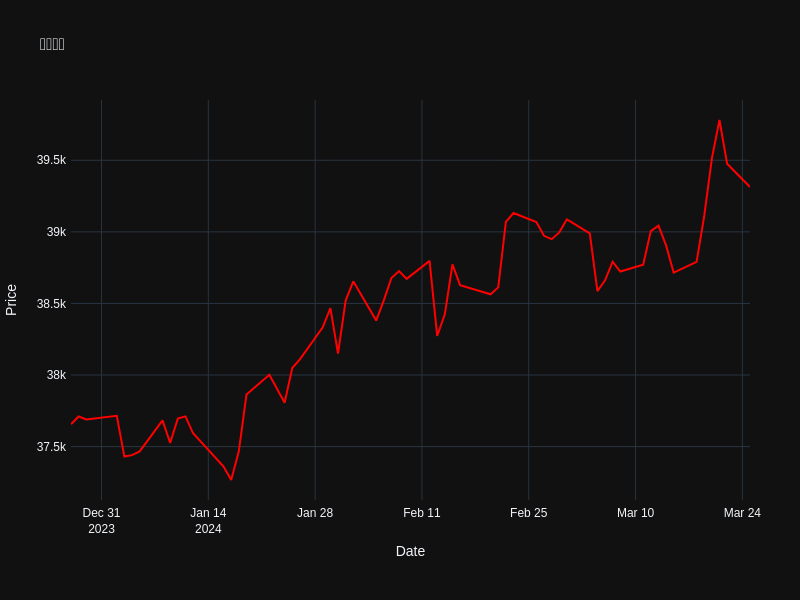 39.5k
39k
38.5k
38k
37.5k
Price
Dec 31
2023
Jan 14
2024
Jan 28
Feb 11
Feb 25
Mar 10
Mar 24
Date